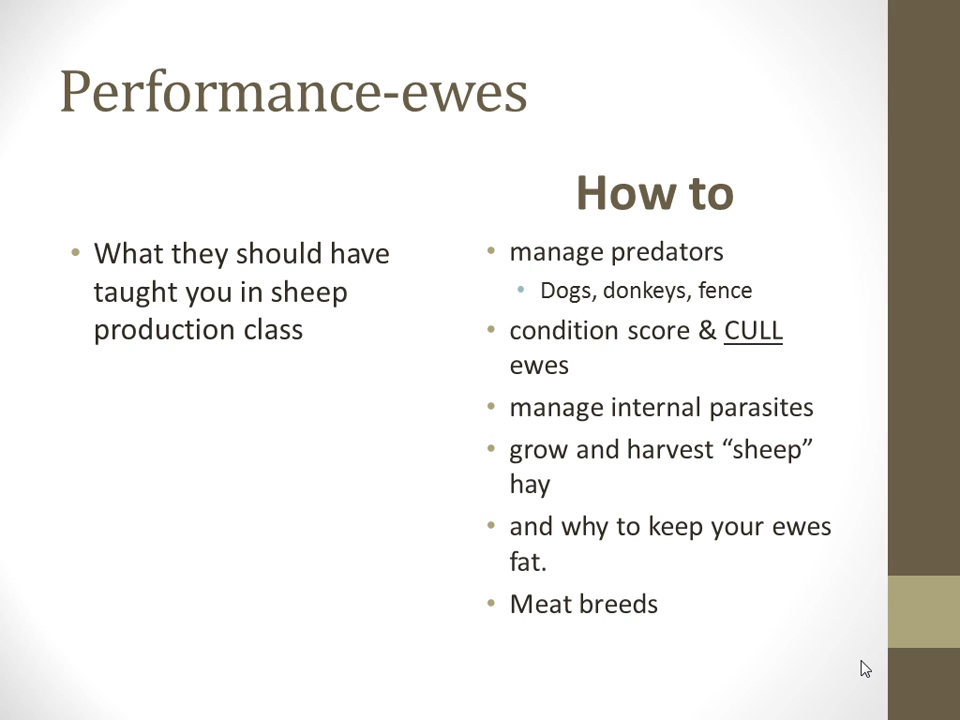 Performance-ewes
• What they should have
taught you in sheep
production class
How to
• manage predators
• Dogs, donkeys, fence
• condition score & CULL
ewes
• manage internal parasites
• grow and harvest “sheep”
hay
• and why to keep your ewes
fat.
• Meat breeds